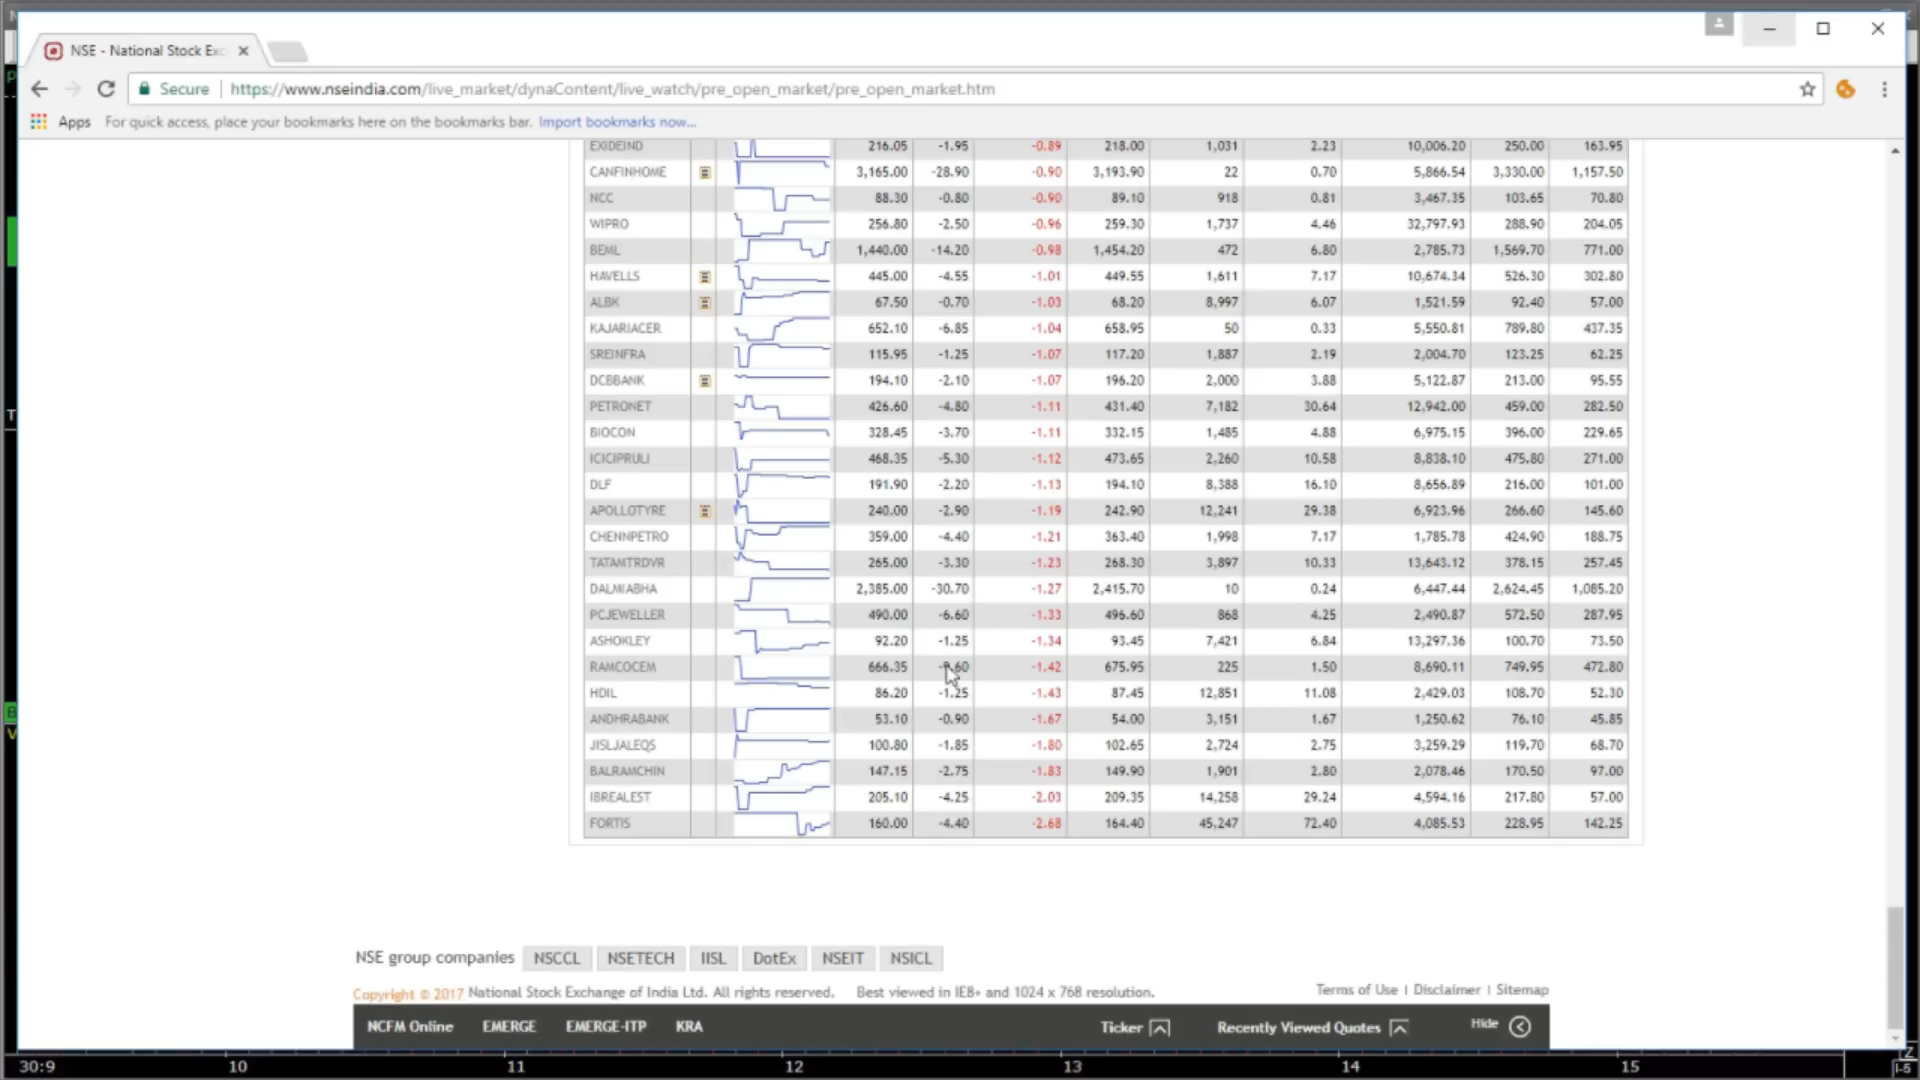 NSE - National Stock Exc
Secure https://www.nseindia.com/live_market/dynaContent/live_watch/pre_open_market/pre_open_market.htm
Apps For quick access, place your bookmarks here on the bookmarks bar. Import bookmarks now...
EXIDEIND 216.05 -1.95 -0.89 218.00 1,031 2.23 10,006.20 250.00 163.95
CANFINHOME 3,165.00 -28.90 -0.90 3,193.90 22 0.70 5,866.54 3,330.00 1,157.50
NCC 88.30 -0.80 -0.90 89.10 918 0.81 3,467.35 103.65 70.80
WIPRO 256.80 -2.50 -0.96 259.30 1,737 4.46 32,797.93 288.90 204.05
BEML 1,440.00 -14.20 -0.98 1,454.20 472 6.80 2,785.73 1,569.70 771.00
HAVELLS 445.00 -4.55 -1.01 449.55 1,611 7.17 10,674.34 526.30 302.80
ALBK 67.50 -0.70 -1.03 68.20 8,997 6.07 1,521.59 92.40 57.00
KAJARIACER 652.10 -6.85 -1.04 658.95 50 0.33 5,550.81 789.80 437.35
SREINFRA 115.95 -1.25 -1.07 117.20 1,887 2.19 2,004.70 123.25 62.25
DCBBANK 194.10 -2.10 -1.07 196.20 2,000 3.88 5,122.87 213.00 95.55
PETRONET 426.60 -4.80 -1.11 431.40 7,182 30.64 12,942.00 459.00 282.50
BIOCON 328.45 -3.70 -1.11 332.15 1,485 4.88 6,975.15 396.00 229.65
ICICIPRULI 468.35 -5.30 -1.12 473.65 2,260 10.58 8,838.10 475.80 271.00
DLF 191.90 -2.20 -1.13 194.10 8,388 16.10 8,656.89 216.00 101.00
APOLLOTYRE 240.00 -2.90 -1.19 242.90 12,241 29.38 6,923.96 266.60 145.60
CHENNPETRO 359.00 -4.40 -1.21 363.40 1,998 7.17 1,785.78 424.90 188.75
TATAMTRDVR 265.00 -3.30 -1.23 268.30 3,897 10.33 13,643.12 378.15 257.45
DALMIABHA 2,385.00 -30.70 -1.27 2,415.70 10 0.24 6,447.44 2,624.45 1,085.20
PCJEWELLER 490.00 -6.60 -1.33 496.60 868 4.25 2,490.87 572.50 287.95
ASHOKLEY 92.20 -1.25 -1.34 93.45 7,421 6.84 13,297.36 100.70 73.50
RAMCOCEM 666.35 -9.60 -1.42 675.95 225 1.50 8,690.11 749.95 472.80
HDIL 86.20 -1.25 -1.43 87.45 12,851 11.08 2,429.03 108.70 52.30
ANDHRABANK 53.10 -0.90 -1.67 54.00 3,151 1.67 1,250.62 76.10 45.85
JISLJALEQS 100.80 -1.85 -1.80 102.65 2,724 2.75 3,259.29 119.70 68.70
BALRAMCHIN 147.15 -2.75 -1.83 149.90 1,901 2.80 2,078.46 170.50 97.00
IBREALEST 205.10 -4.25 -2.03 209.35 14,258 29.24 4,594.16 217.80 57.00
FORTIS 160.00 -4.40 -2.68 164.40 45,247 72.40 4,085.53 228.95 142.25
NSE group companies NSCCL NSETECH IISL DotEx NSEIT NSICL
Copyright © 2017 National Stock Exchange of India Ltd. All rights reserved. Best viewed in IE8+ and 1024 x 768 resolution. Terms of Use | Disclaimer | Sitemap
NCFM Online EMERGE EMERGE-ITP KRA Ticker Recently Viewed Quotes Hide
30:9 10 11 12 13 14 15